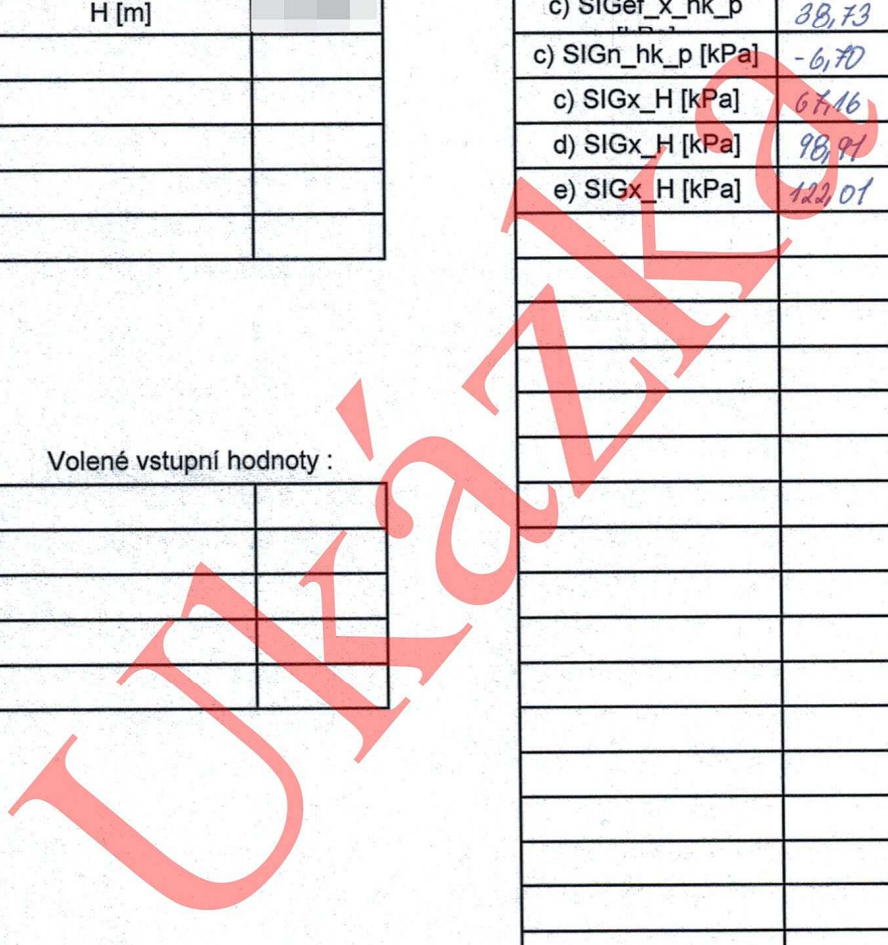 H [m]
c) SIGef_x_hk_p 38,73
c) SIGn_hk_p [kPa] -6,70
c) SIGx_H [kPa] 67,16
d) SIGx_H [kPa] 98,91
e) SIGx_H [kPa] 122,01
Volené vstupní hodnoty :
Ukázka